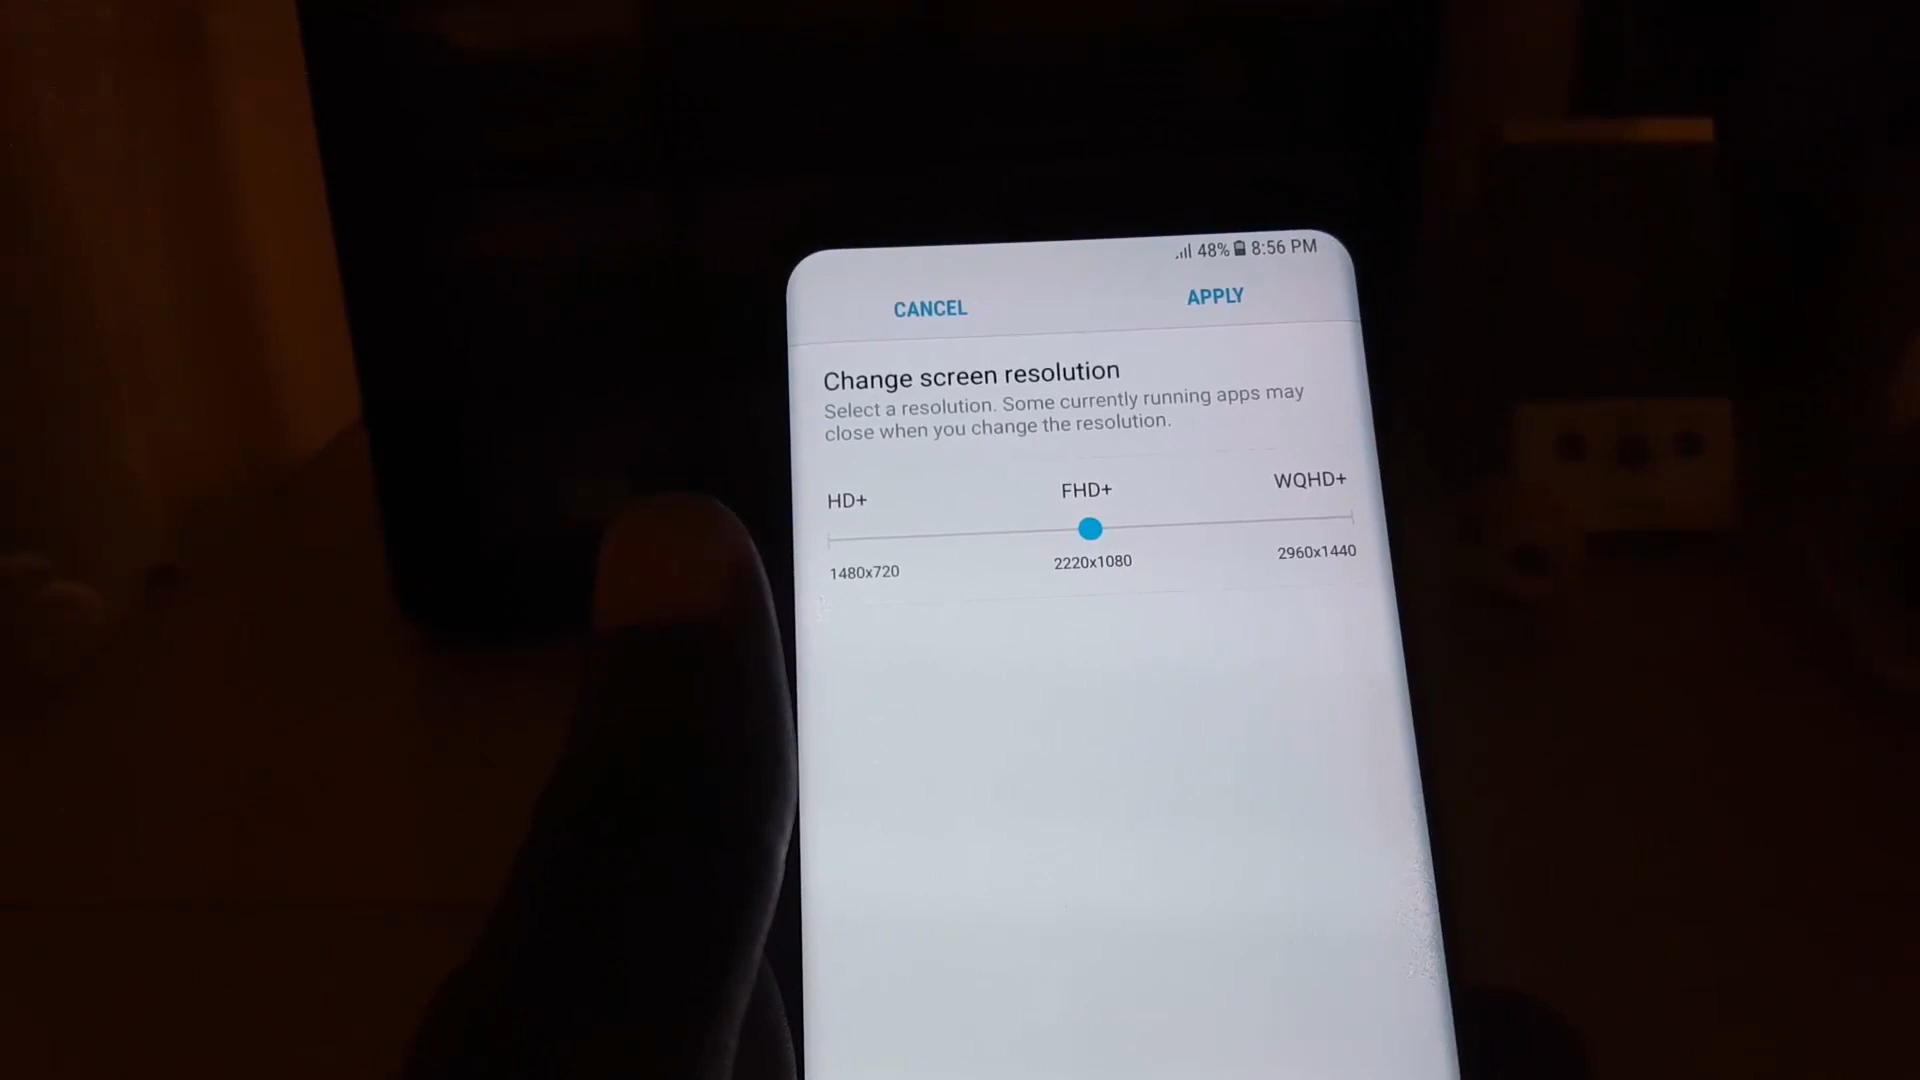 48% 8:56 PM
CANCEL APPLY
Change screen resolution
Select a resolution. Some currently running apps may
close when you change the resolution.
HD+ FHD+ WQHD+
1480x720 2220x1080 2960x1440